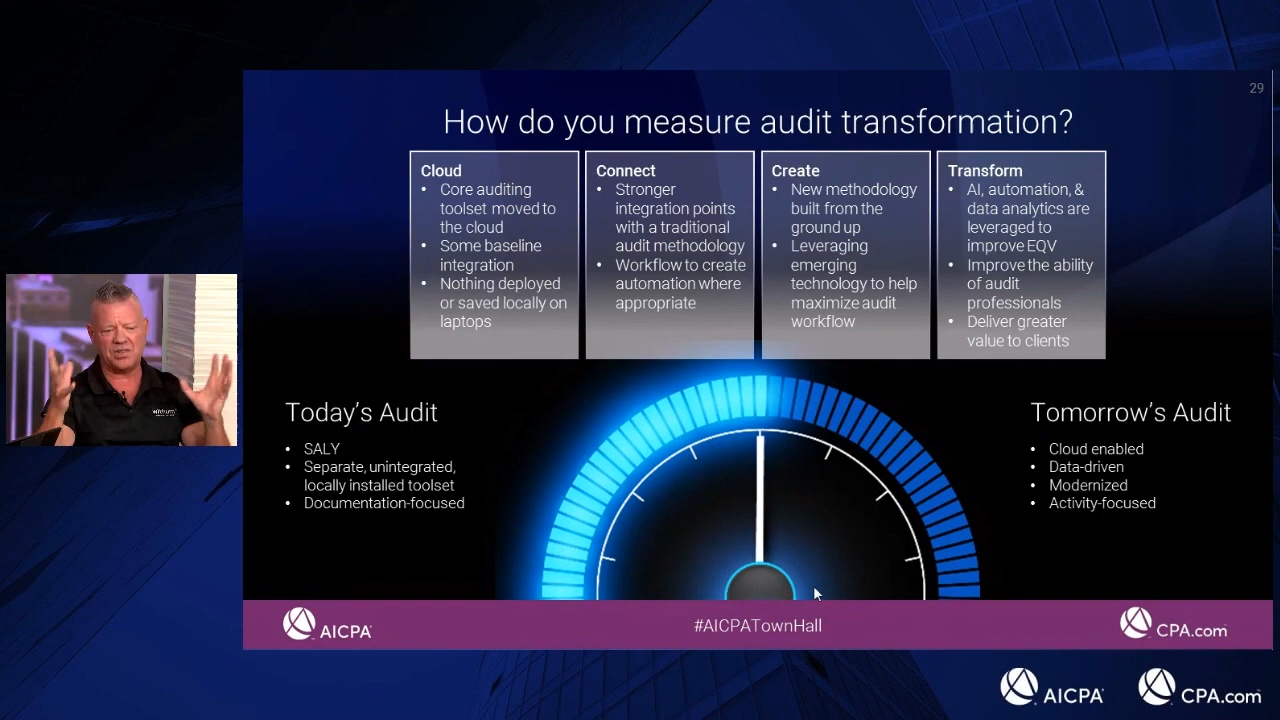 29
How do you measure audit transformation?
Cloud
• Core auditing
toolset moved to
the cloud
• Some baseline
integration
• Nothing deployed
or saved locally on
laptops
Connect
• Stronger
integration points
with a traditional
audit methodology
• Workflow to create
automation where
appropriate
Create
• New methodology
built from the
ground up
• Leveraging
emerging
technology to help
maximize audit
workflow
Transform
• AI, automation, &
data analytics are
leveraged to
improve EQV
• Improve the ability
of audit
professionals
• Deliver greater
value to clients
Today's Audit
• SALY
• Separate, unintegrated,
locally installed toolset
• Documentation-focused
Tomorrow's Audit
• Cloud enabled
• Data-driven
• Modernized
• Activity-focused
AICPA
#AICPATownHall
CPA.com
AICPA
CPA.com